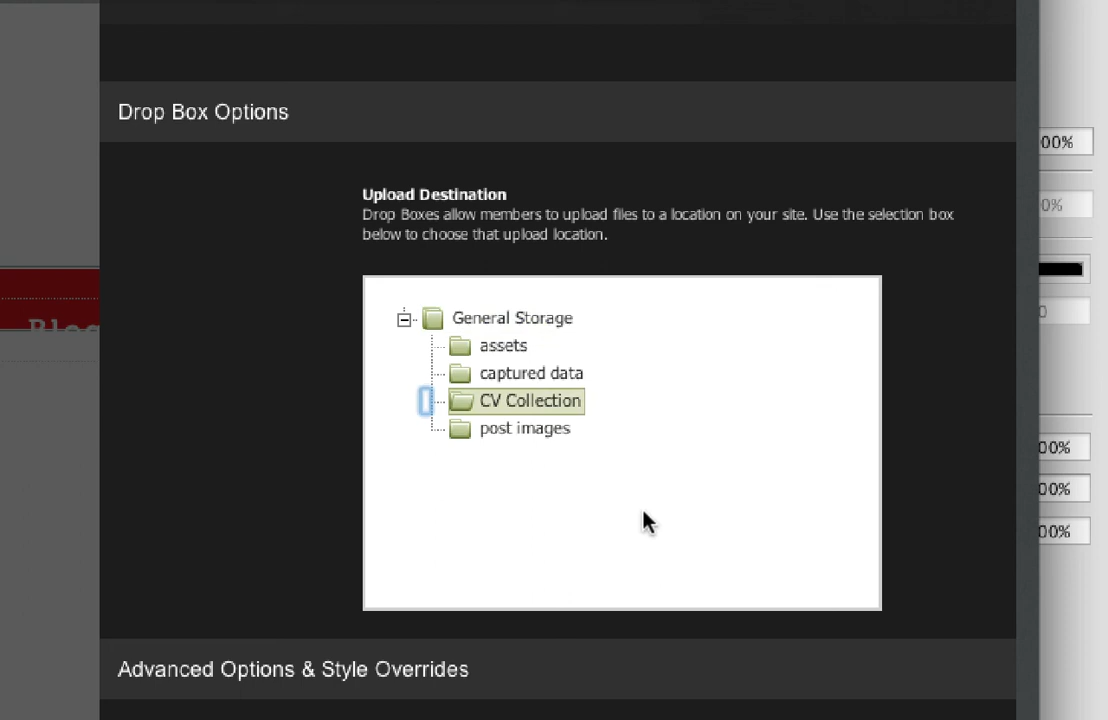 Drop Box Options
Upload Destination
Drop Boxes allow members to upload files to a location on your site. Use the selection box
below to choose that upload location.
General Storage
assets
captured data
CV Collection
post images
Advanced Options & Style Overrides
Blog
00%
0%
0
00%
00%
00%